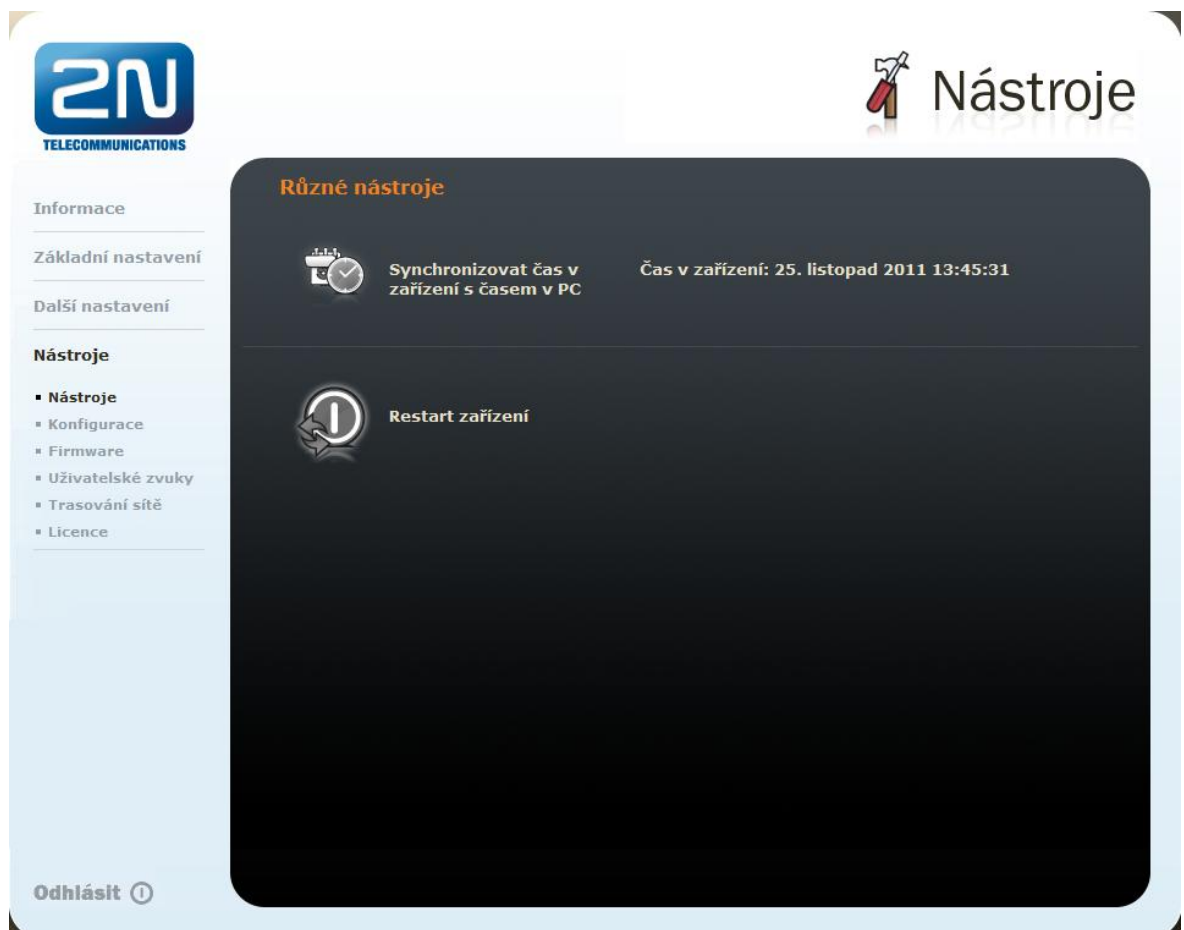 2N
TELECOMMUNICATIONS
Nástroje
Informace
Základní nastavení
Další nastavení
Nástroje
Nástroje
Konfigurace
Firmware
Uživatelské zvuky
Trasování sítě
Licence
Odhlásit
Různé nástroje
Synchronizovat čas v
zařízení s časem v PC
Čas v zařízení: 25. listopad 2011 13:45:31
Restart zařízení